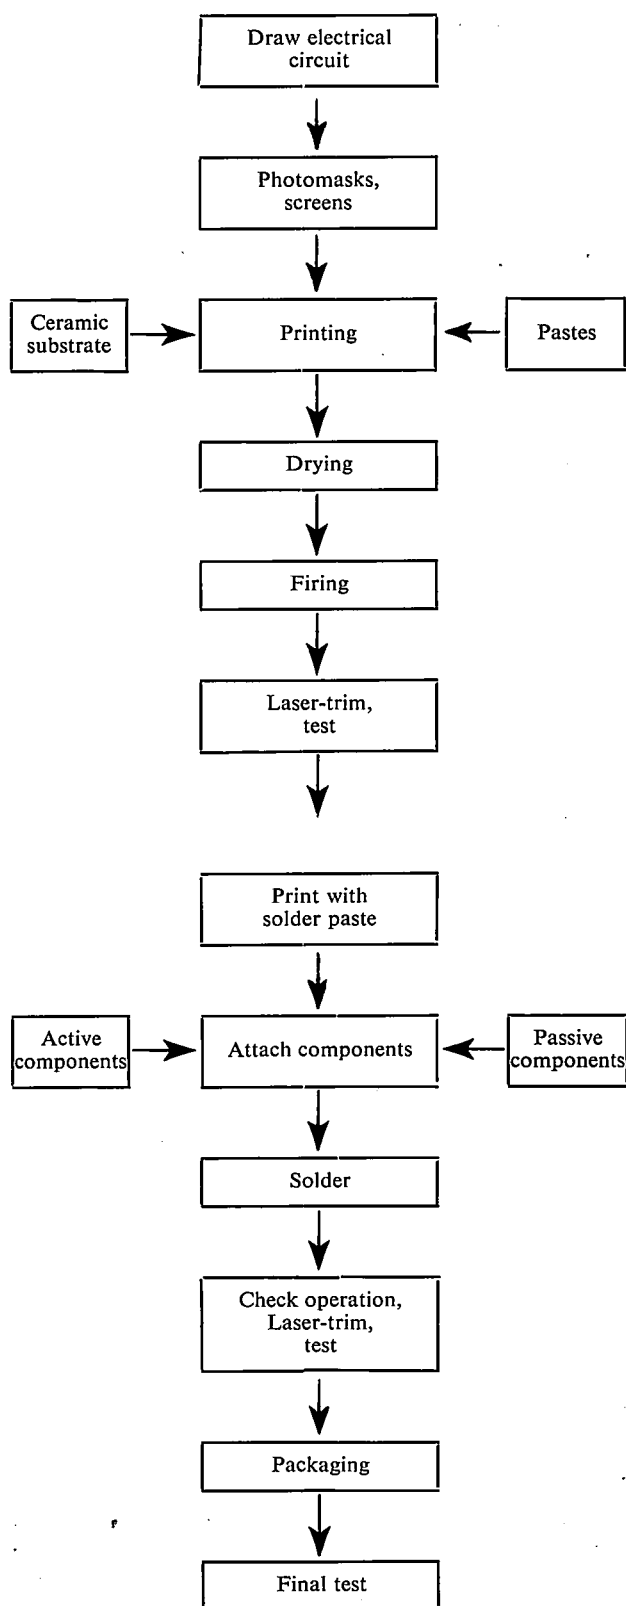 Draw electrical
circuit
Photomasks,
screens
Ceramic
substrate
Printing
Pastes
Drying
Firing
Laser-trim,
test
Print with
solder paste
Active
components
Attach components
Passive
components
Solder
Check operation,
Laser-trim,
test
Packaging
Final test